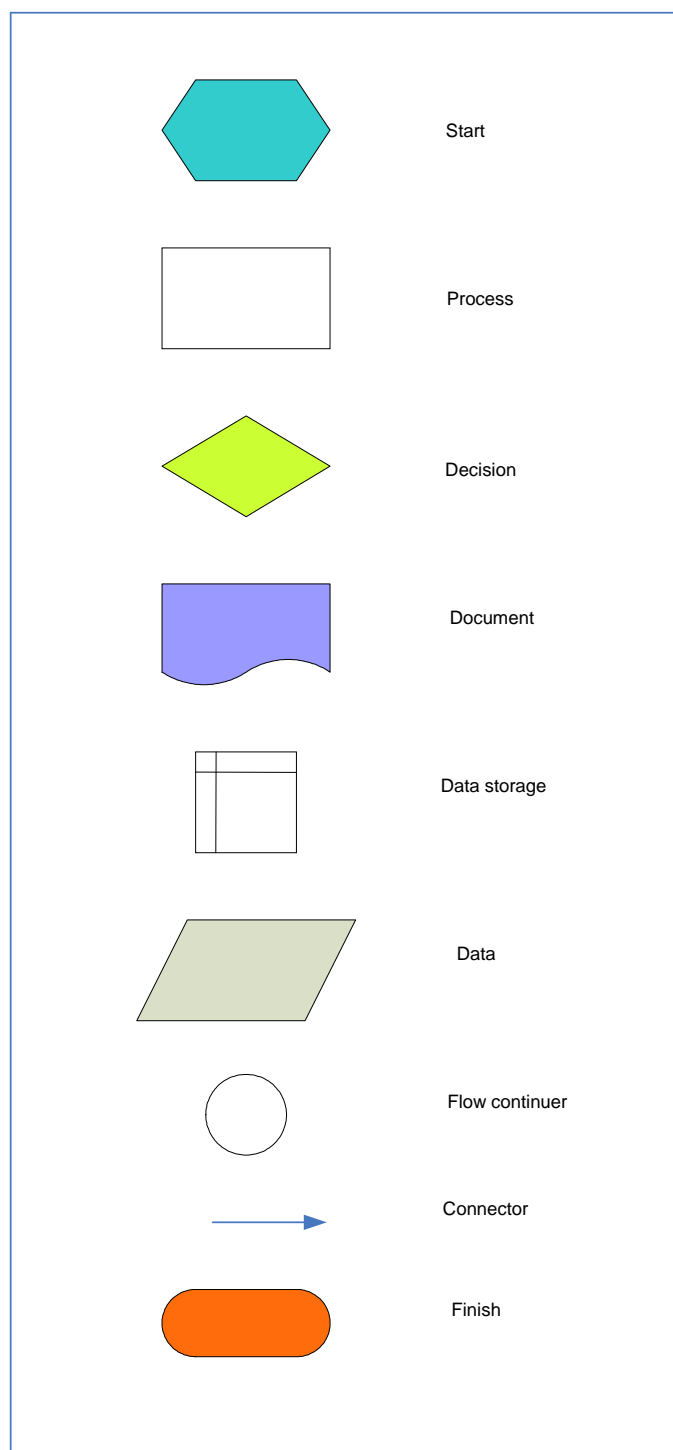 Start
Process
Decision
Document
Data storage
Data
Flow continuer
Connector
Finish